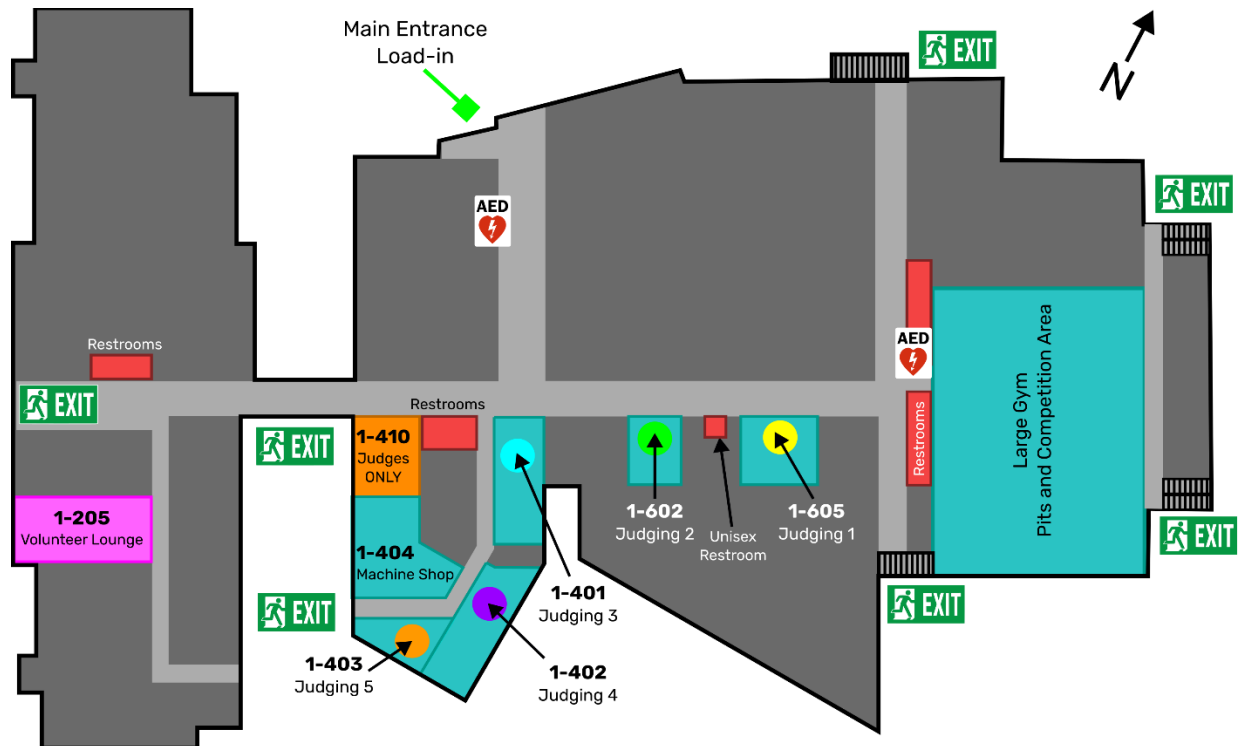 Main Entrance
Load-in
EXIT
N
AED
EXIT
Restrooms
AED
Large Gym
Pits and Competition Area
EXIT
Restrooms
EXIT
1-410
Judges
ONLY
Restrooms
1-205
Volunteer Lounge
1-404
Machine Shop
1-602
Judging 2
Unisex
Restroom
1-605
Judging 1
EXIT
EXIT
1-401
Judging 3
EXIT
1-403
Judging 5
1-402
Judging 4
EXIT